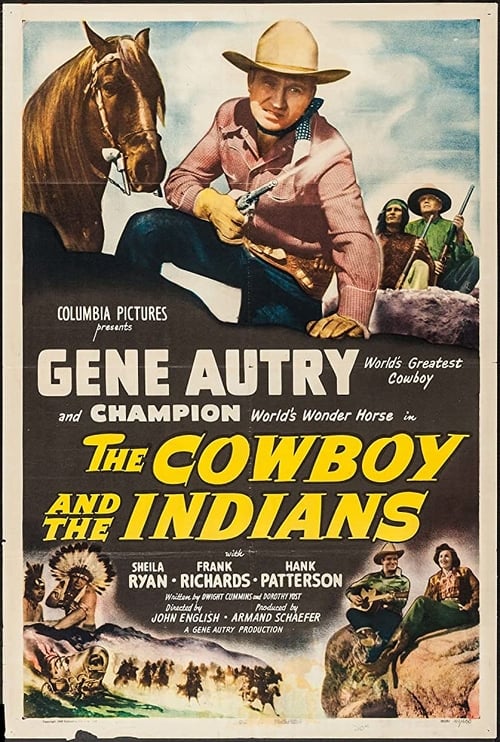 COLUMBIA PICTURES
presents
GENE AUTRY World's Greatest
Cowboy
and CHAMPION World's Wonder Horse in
THE COWBOY
AND THE INDIANS
with
SHEILA RYAN · FRANK RICHARDS · HANK PATTERSON
Written by DWIGHT CUMMINS and DOROTHY YOST
Directed by JOHN ENGLISH · Produced by ARMAND SCHAEFER
A GENE AUTRY PRODUCTION